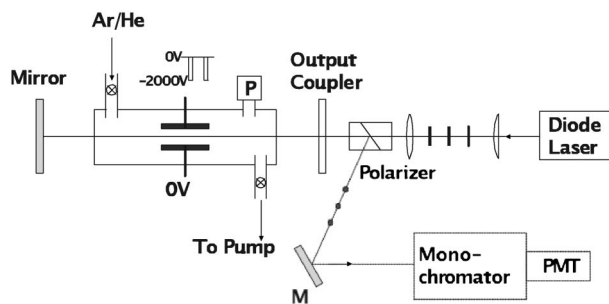 Ar/He
0V
-2000V
Output
Coupler
Mirror
P
Diode
Laser
Polarizer
0V
To Pump
Mono-
chromator
PMT
M